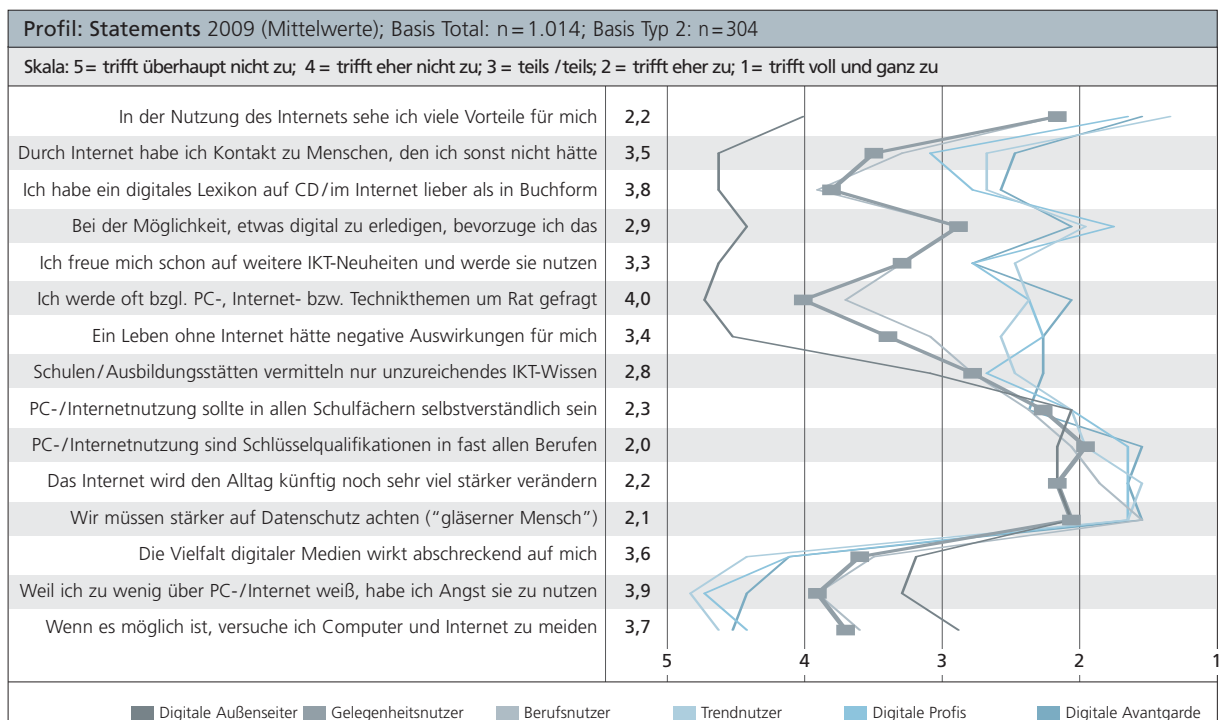 Profil: Statements 2009 (Mittelwerte); Basis Total: n = 1.014; Basis Typ 2: n = 304
Skala: 5 = trifft überhaupt nicht zu; 4 = trifft eher nicht zu; 3 = teils / teils; 2 = trifft eher zu; 1 = trifft voll und ganz zu
In der Nutzung des Internets sehe ich viele Vorteile für mich 2,2
Durch Internet habe ich Kontakt zu Menschen, den ich sonst nicht hätte 3,5
Ich habe ein digitales Lexikon auf CD / im Internet lieber als in Buchform 3,8
Bei der Möglichkeit, etwas digital zu erledigen, bevorzuge ich das 2,9
Ich freue mich schon auf weitere IKT-Neuheiten und werde sie nutzen 3,3
Ich werde oft bzgl. PC-, Internet- bzw. Technikthemen um Rat gefragt 4,0
Ein Leben ohne Internet hätte negative Auswirkungen für mich 3,4
Schulen / Ausbildungsstätten vermitteln nur unzureichendes IKT-Wissen 2,8
PC- / Internetnutzung sollte in allen Schulfächern selbstverständlich sein 2,3
PC- / Internetnutzung sind Schlüsselqualifikationen in fast allen Berufen 2,0
Das Internet wird den Alltag künftig noch sehr viel stärker verändern 2,2
Wir müssen stärker auf Datenschutz achten ("gläserner Mensch") 2,1
Die Vielfalt digitaler Medien wirkt abschreckend auf mich 3,6
Weil ich zu wenig über PC- / Internet weiß, habe ich Angst sie zu nutzen 3,9
Wenn es möglich ist, versuche ich Computer und Internet zu meiden 3,7
5 4 3 2 1
Digitale Außenseiter Gelegenheitsnutzer Berufsnutzer Trendnutzer Digitale Profis Digitale Avantgarde